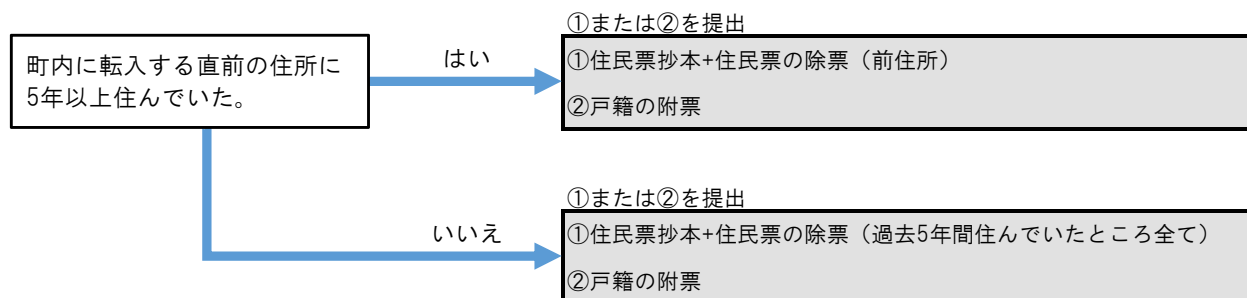 町内に転入する直前の住所に
5年以上住んでいた。
はい
①または②を提出
①住民票抄本+住民票の除票（前住所）
②戸籍の附票
いいえ
①または②を提出
①住民票抄本+住民票の除票（過去5年間住んでいたところ全て）
②戸籍の附票